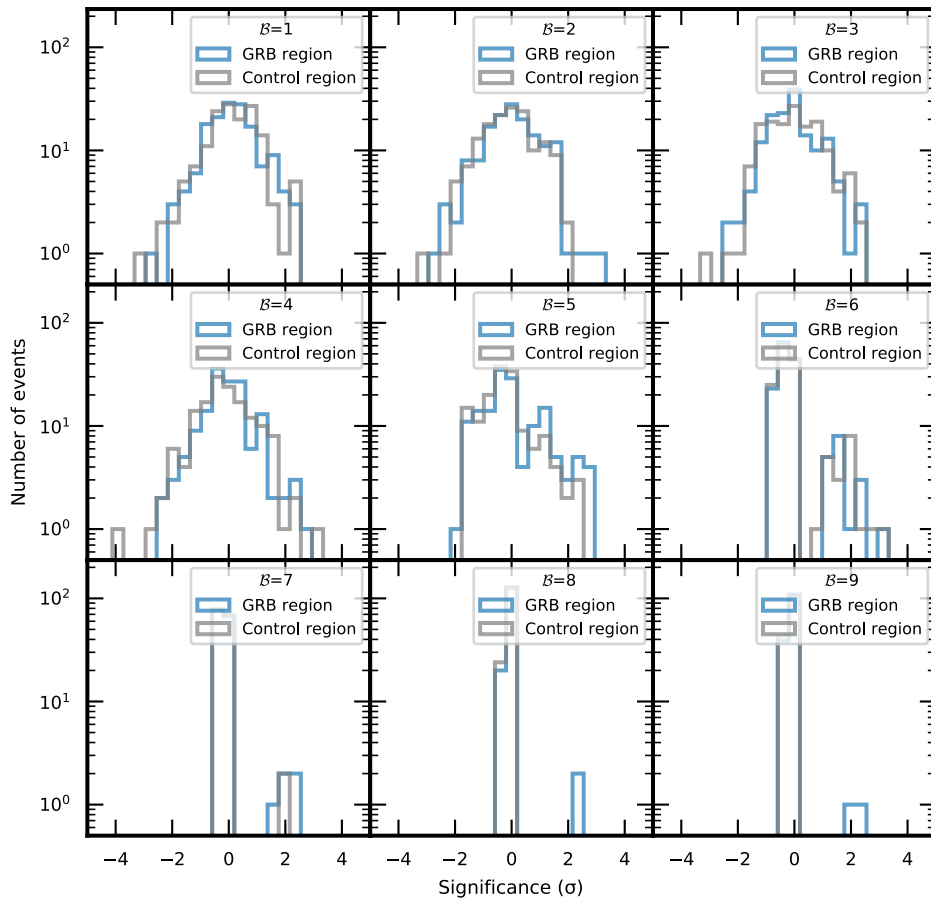 ℬ=1
GRB region
Control region
ℬ=2
GRB region
Control region
ℬ=3
GRB region
Control region
10²
10¹
10⁰
ℬ=4
GRB region
Control region
ℬ=5
GRB region
Control region
ℬ=6
GRB region
Control region
10²
10¹
10⁰
Number of events
ℬ=7
GRB region
Control region
ℬ=8
GRB region
Control region
ℬ=9
GRB region
Control region
10²
10¹
10⁰
−4 −2 0 2 4 −4 −2 0 2 4 −4 −2 0 2 4
Significance (σ)